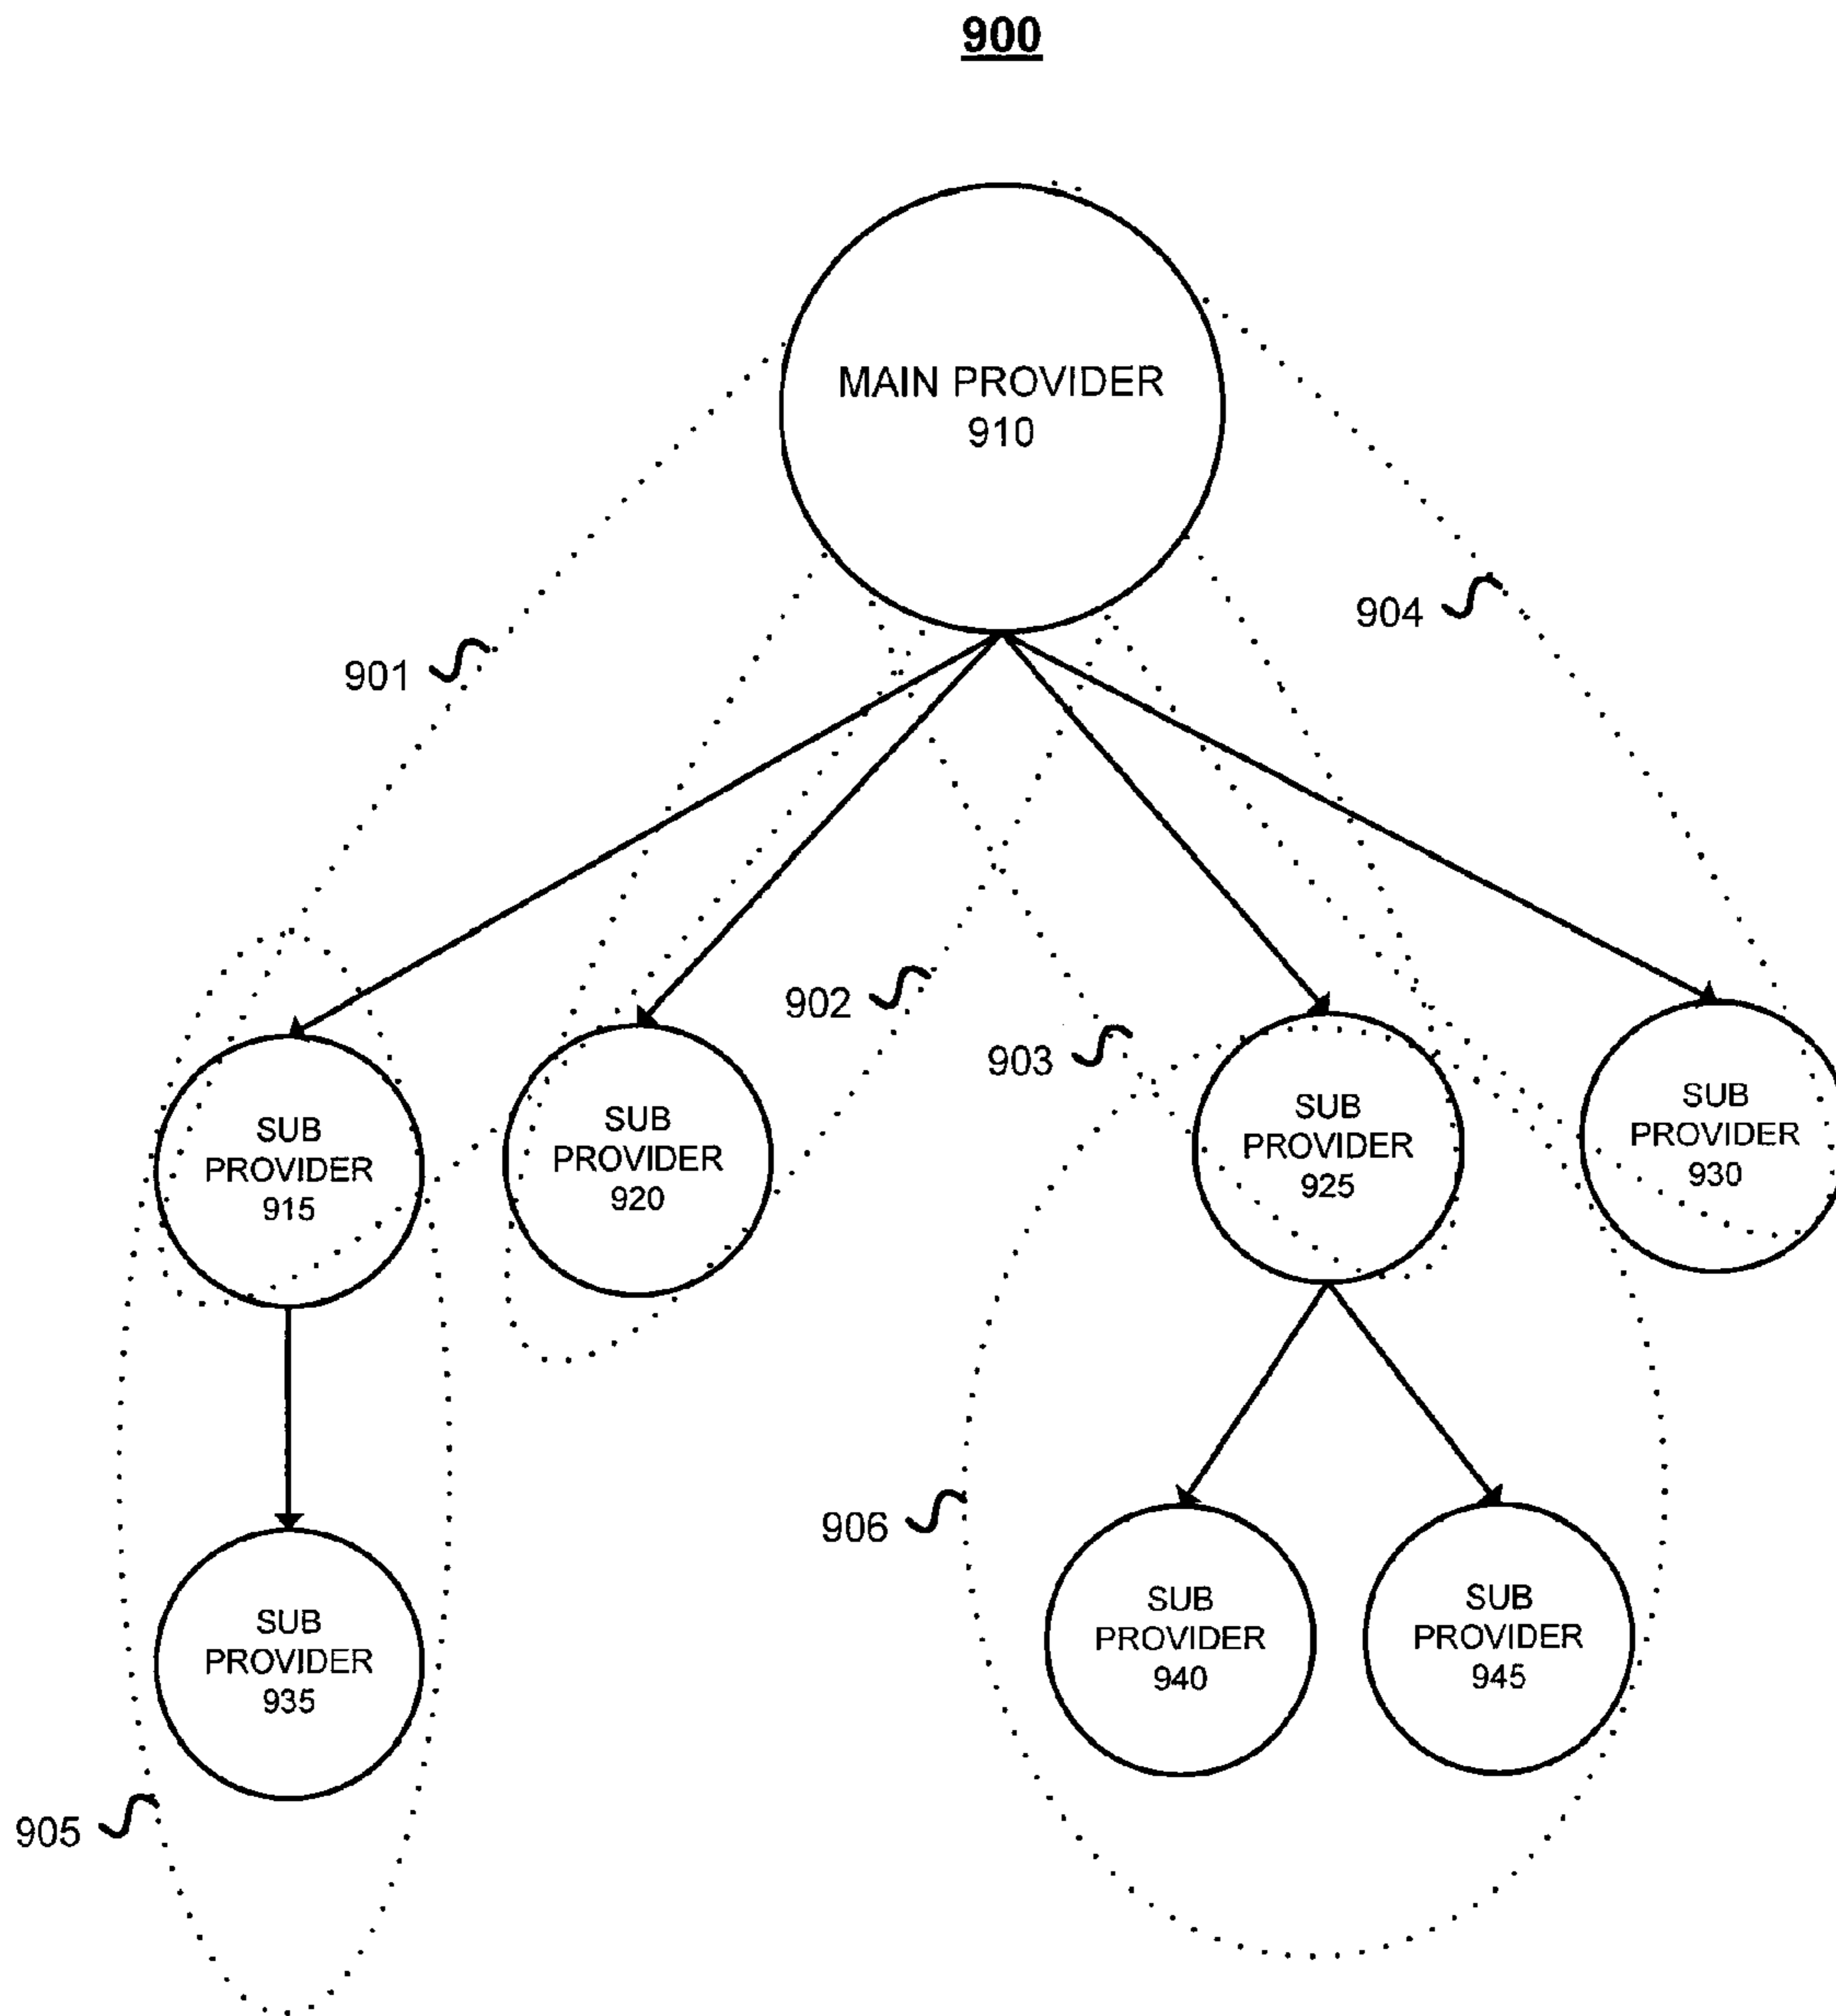 900
MAIN PROVIDER
910
904
901
902
903
SUB
PROVIDER
915
SUB
PROVIDER
920
SUB
PROVIDER
925
SUB
PROVIDER
930
906
SUB
PROVIDER
935
SUB
PROVIDER
940
SUB
PROVIDER
945
905